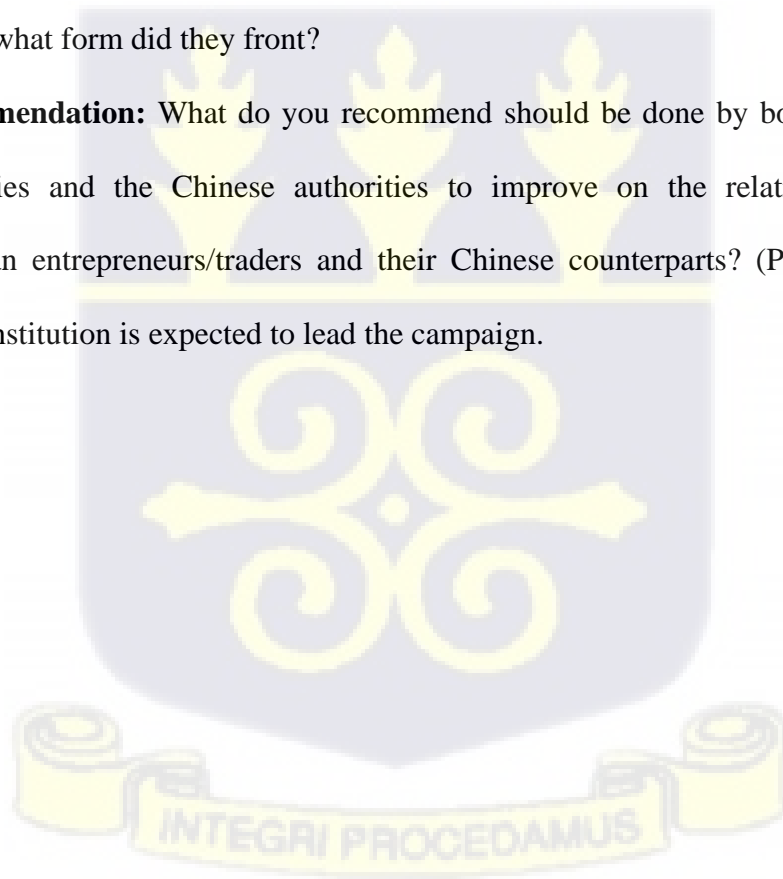 what form did they front?
mendation: What do you recommend should be done by bo
ies and the Chinese authorities to improve on the relat
n entrepreneurs/traders and their Chinese counterparts? (P
nstitution is expected to lead the campaign.
INTEGRI PROCEDAMUS